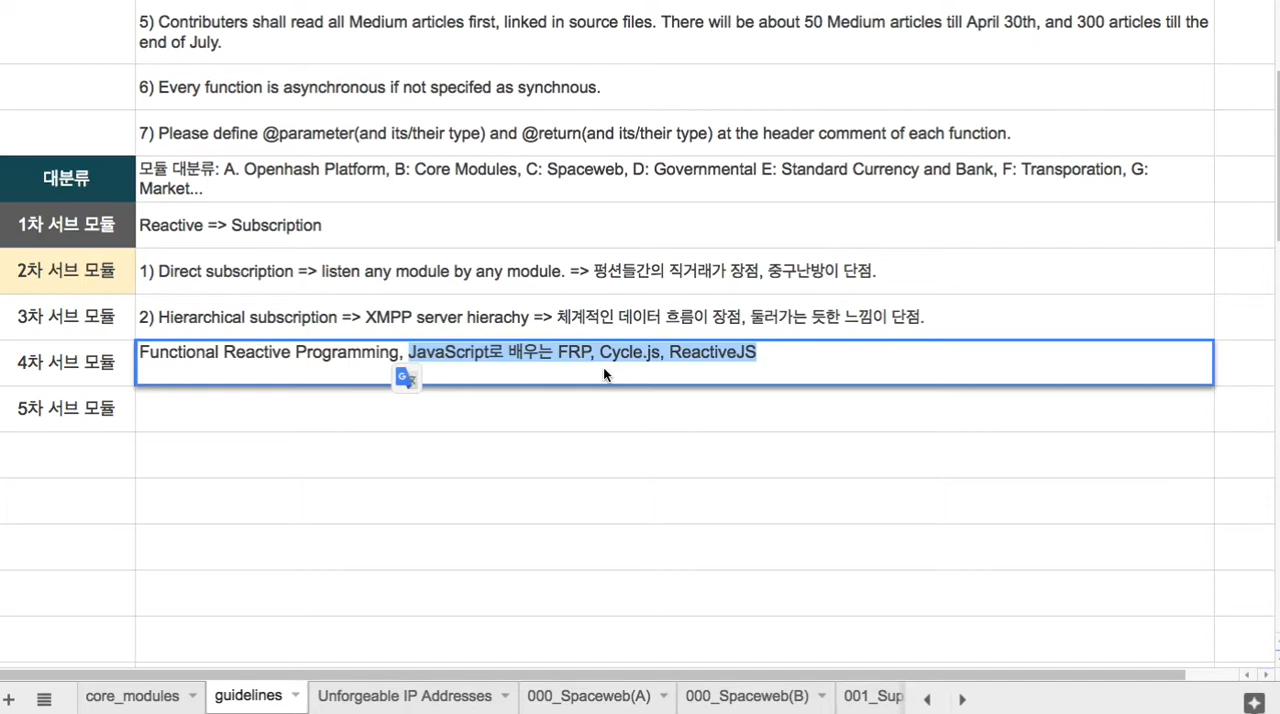 5) Contributers shall read all Medium articles first, linked in source files. There will be about 50 Medium articles till April 30th, and 300 articles till the
end of July.
6) Every function is asynchronous if not specifed as synchnous.
7) Please define @parameter(and its/their type) and @return(and its/their type) at the header comment of each function.
대분류
모듈 대분류: A. Openhash Platform, B: Core Modules, C: Spaceweb, D: Governmental E: Standard Currency and Bank, F: Transporation, G:
Market...
1차 서브 모듈
Reactive => Subscription
2차 서브 모듈
1) Direct subscription => listen any module by any module. => 펑션들간의 직거래가 장점, 중구난방이 단점.
3차 서브 모듈
2) Hierarchical subscription => XMPP server hierachy => 체계적인 데이터 흐름이 장점, 둘러가는 듯한 느낌이 단점.
4차 서브 모듈
Functional Reactive Programming, JavaScript로 배우는 FRP, Cycle.js, ReactiveJS
5차 서브 모듈
core_modules
guidelines
Unforgeable IP Addresses
000_Spaceweb(A)
000_Spaceweb(B)
001_Sup